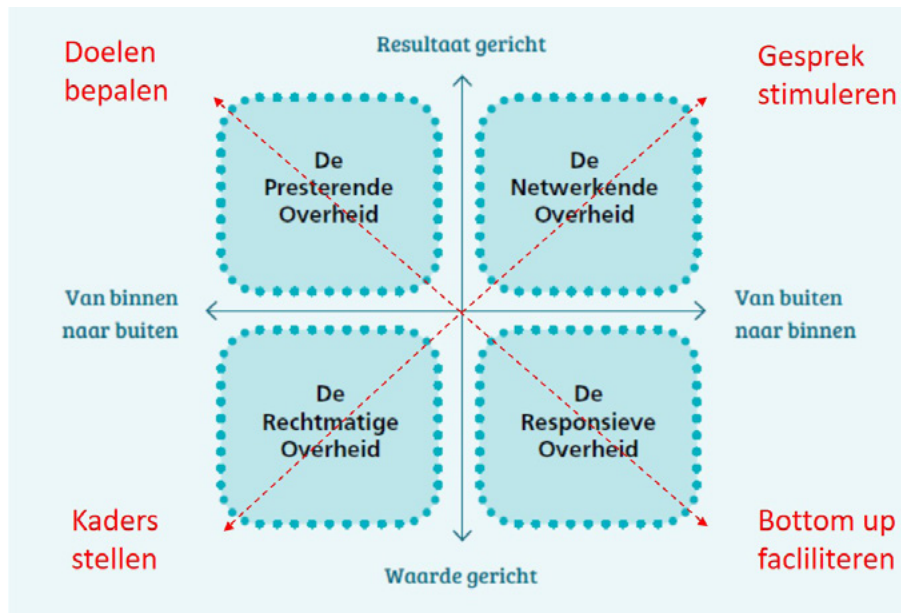 Doelen
bepalen
Resultaat gericht
Gesprek
stimuleren
De
Presterende
Overheid
De
Netwerkende
Overheid
Van binnen
naar buiten
Van buiten
naar binnen
De
Rechtmatige
Overheid
De
Responsieve
Overheid
Kaders
stellen
Waarde gericht
Bottom up
facliliteren